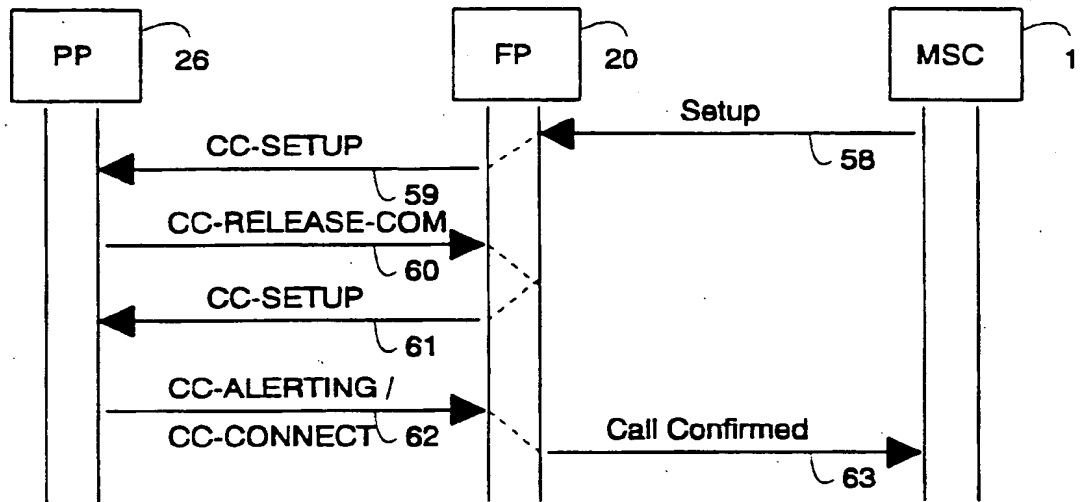 PP
26
FP
20
MSC
1
Setup
58
CC-SETUP
59
CC-RELEASE-COM
60
CC-SETUP
61
CC-ALERTING /
CC-CONNECT
62
Call Confirmed
63